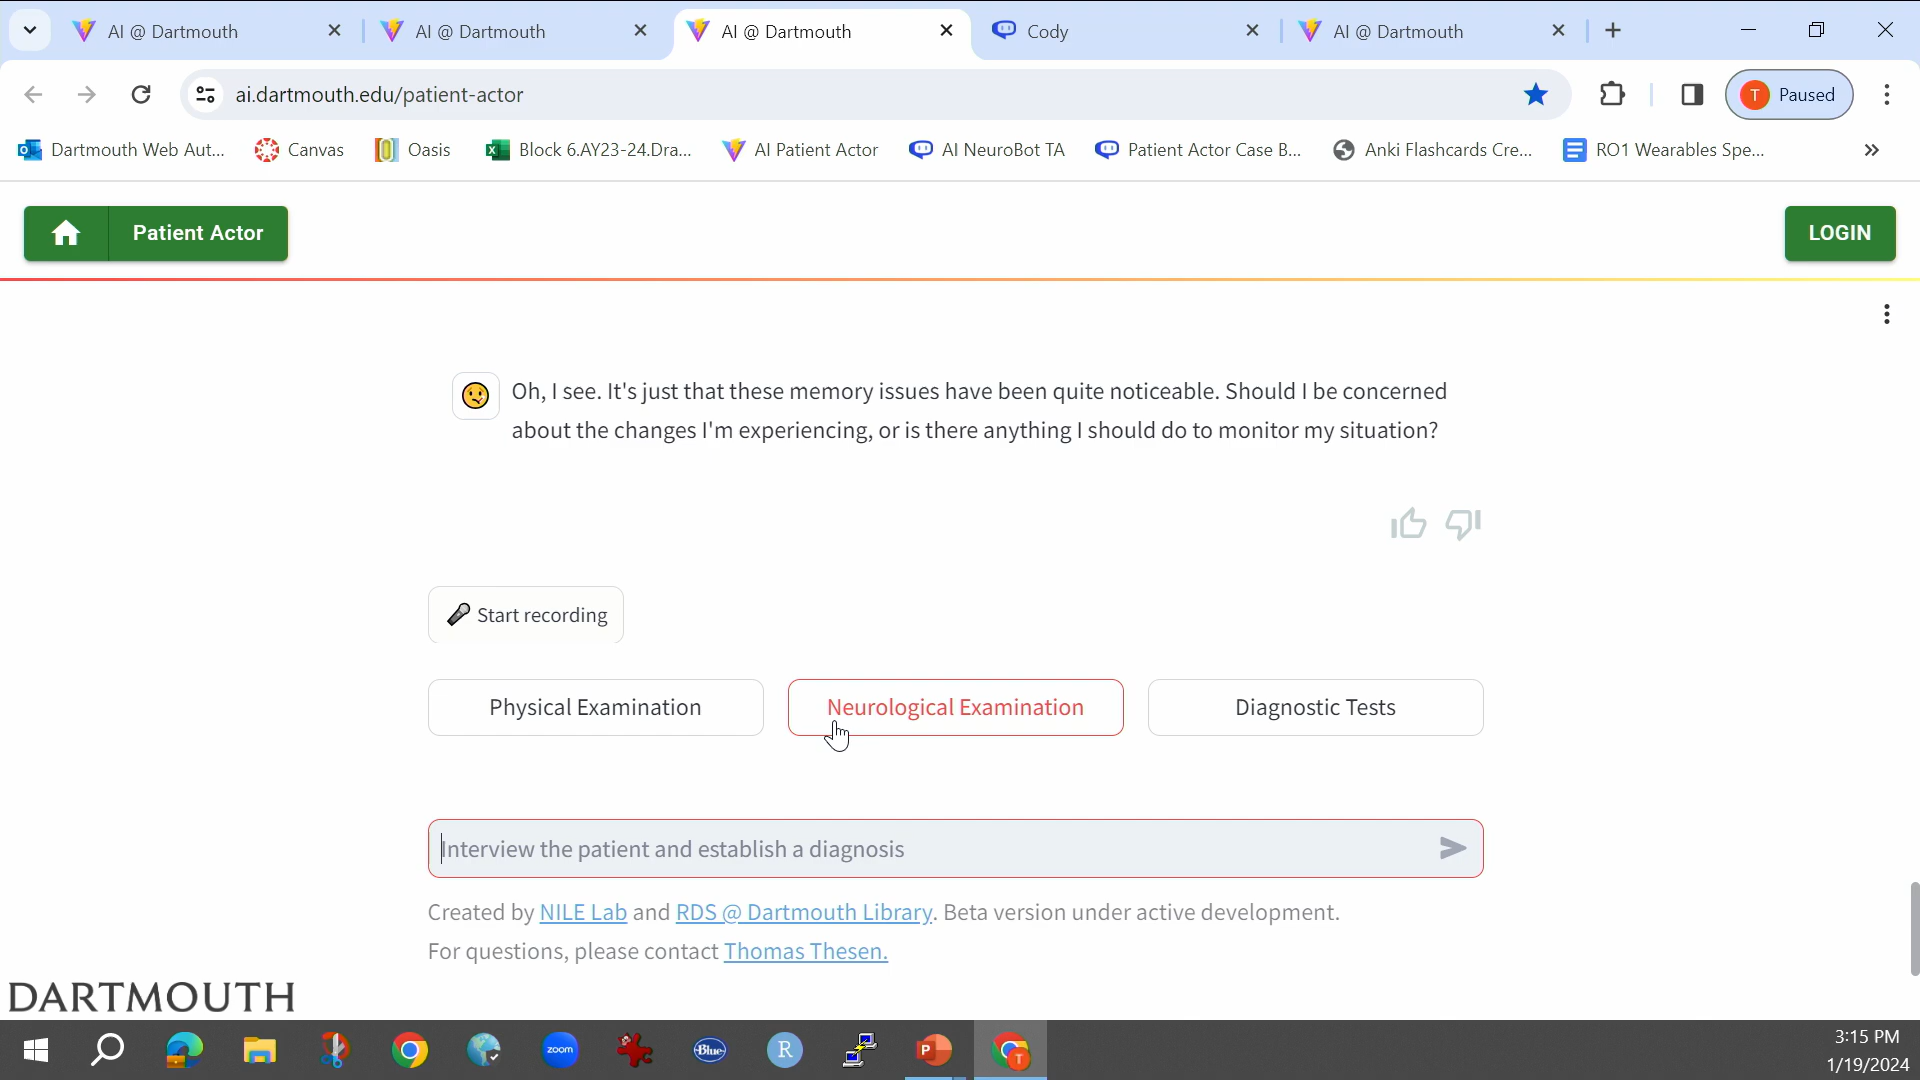 AI @ Dartmouth
AI @ Dartmouth
AI @ Dartmouth
Cody
AI @ Dartmouth
ai.dartmouth.edu/patient-actor
T Paused
Dartmouth Web Aut...
Canvas
Oasis
Block 6.AY23-24.Dra...
AI Patient Actor
AI NeuroBot TA
Patient Actor Case B...
Anki Flashcards Cre...
RO1 Wearables Spe...
Patient Actor
LOGIN
Oh, I see. It's just that these memory issues have been quite noticeable. Should I be concerned
about the changes I'm experiencing, or is there anything I should do to monitor my situation?
Start recording
Physical Examination
Neurological Examination
Diagnostic Tests
Interview the patient and establish a diagnosis
Created by NILE Lab and RDS @ Dartmouth Library. Beta version under active development.
For questions, please contact Thomas Thesen.
DARTMOUTH
zoom
Blue
R
P
T
3:15 PM
1/19/2024